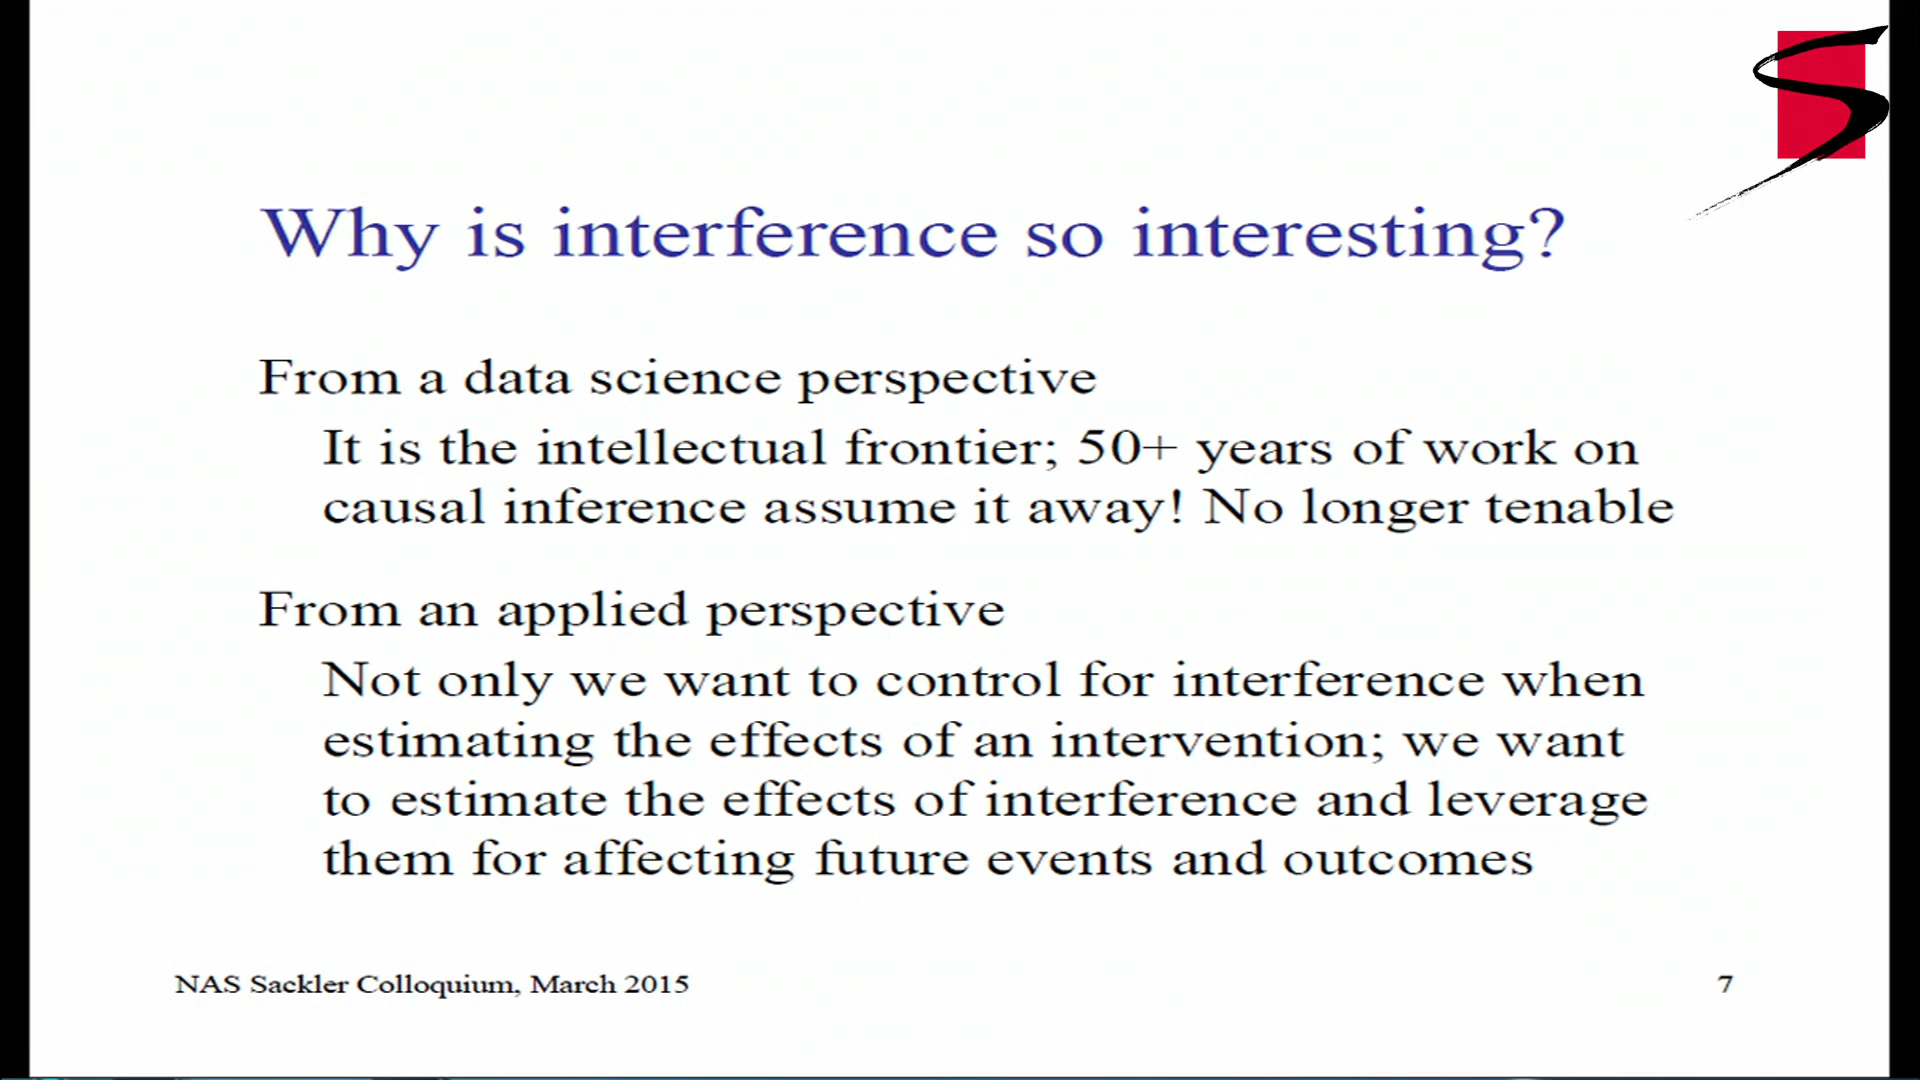 Why is interference so interesting?
From a data science perspective
It is the intellectual frontier; 50+ years of work on
causal inference assume it away! No longer tenable
From an applied perspective
Not only we want to control for interference when
estimating the effects of an intervention; we want
to estimate the effects of interference and leverage
them for affecting future events and outcomes
NAS Sackler Colloquium, March 2015
7